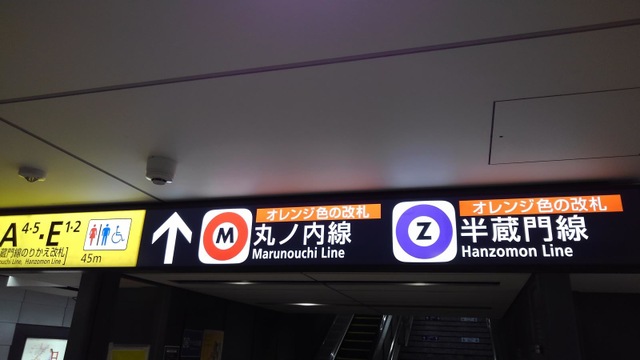 A 4·5·E 1·2
蔵門線のりかえ改札]
Line, Hanzomon Line ]
45m
オレンジ色の改札
M
丸ノ内線
Marunouchi Line
オレンジ色の改札
Z
半蔵門線
Hanzomon Line